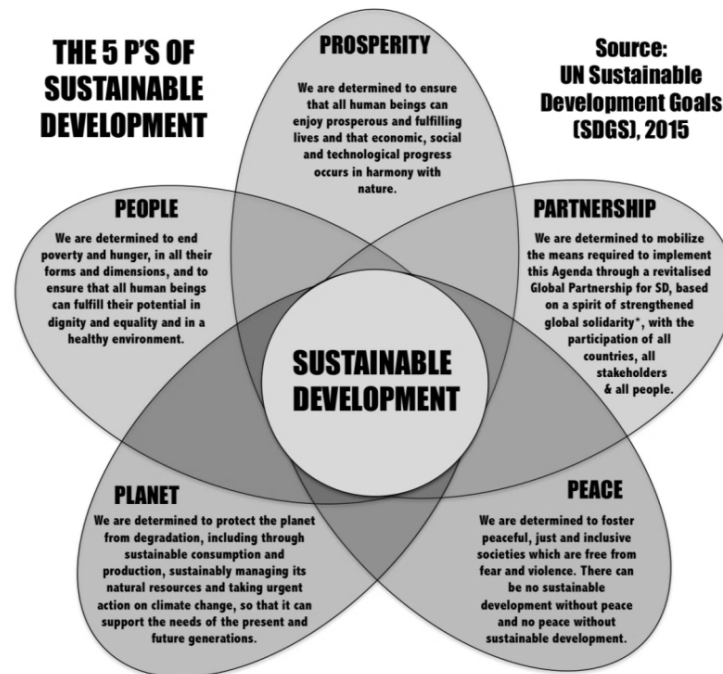 THE 5 P'S OF
SUSTAINABLE
DEVELOPMENT
PROSPERITY
We are determined to ensure
that all human beings can
enjoy prosperous and fulfilling
lives and that economic, social
and technological progress
occurs in harmony with
nature.
Source:
UN Sustainable
Development Goals
(SDGS), 2015
PEOPLE
We are determined to end
poverty and hunger, in all their
forms and dimensions, and to
ensure that all human beings
can fulfill their potential in
dignity and equality and in a
healthy environment.
PARTNERSHIP
We are determined to mobilize
the means required to implement
this Agenda through a revitalised
Global Partnership for SD, based
on a spirit of strengthened
global solidarity*, with the
participation of all
countries, all
stakeholders
& all people.
SUSTAINABLE
DEVELOPMENT
PLANET
We are determined to protect the planet
from degradation, including through
sustainable consumption and
production, sustainably managing its
natural resources and taking urgent
action on climate change, so that it can
support the needs of the present and
future generations.
PEACE
We are determined to foster
peaceful, just and inclusive
societies which are free from
fear and violence. There can
be no sustainable
development without peace
and no peace without
sustainable development.